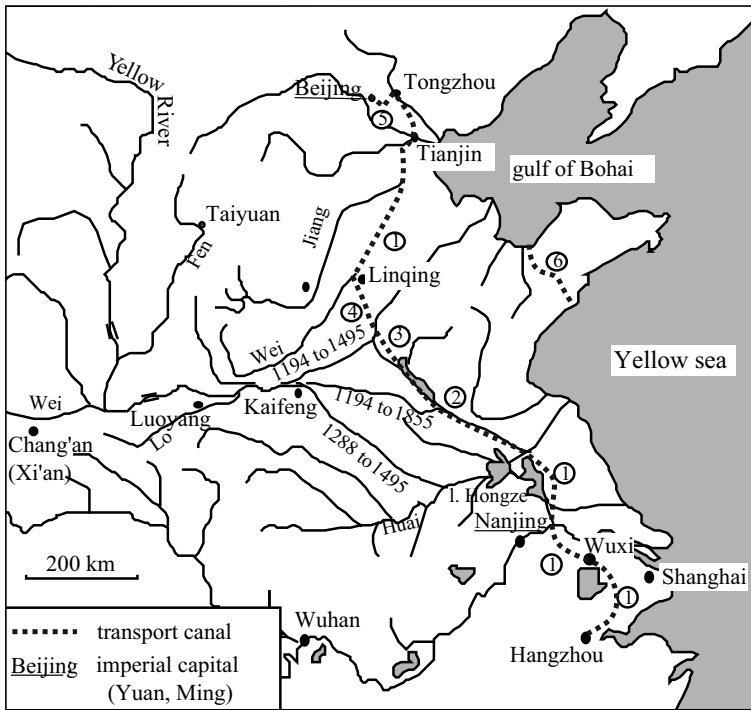 Yellow
River
Beijing
Tongzhou
⑤
Tianjin
gulf of Bohai
Taiyuan
Fen
Jiang
①
⑥
Linqing
④
③
Wei
1194 to 1495
Yellow sea
②
Wei
Luoyang
Lo
Kaifeng
1194 to 1855
Chang'an
(Xi'an)
1288 to 1495
①
l. Hongze
Huai
Nanjing
Wuxi
①
200 km
Shanghai
①
transport canal
Wuhan
Hangzhou
Beijing imperial capital
(Yuan, Ming)